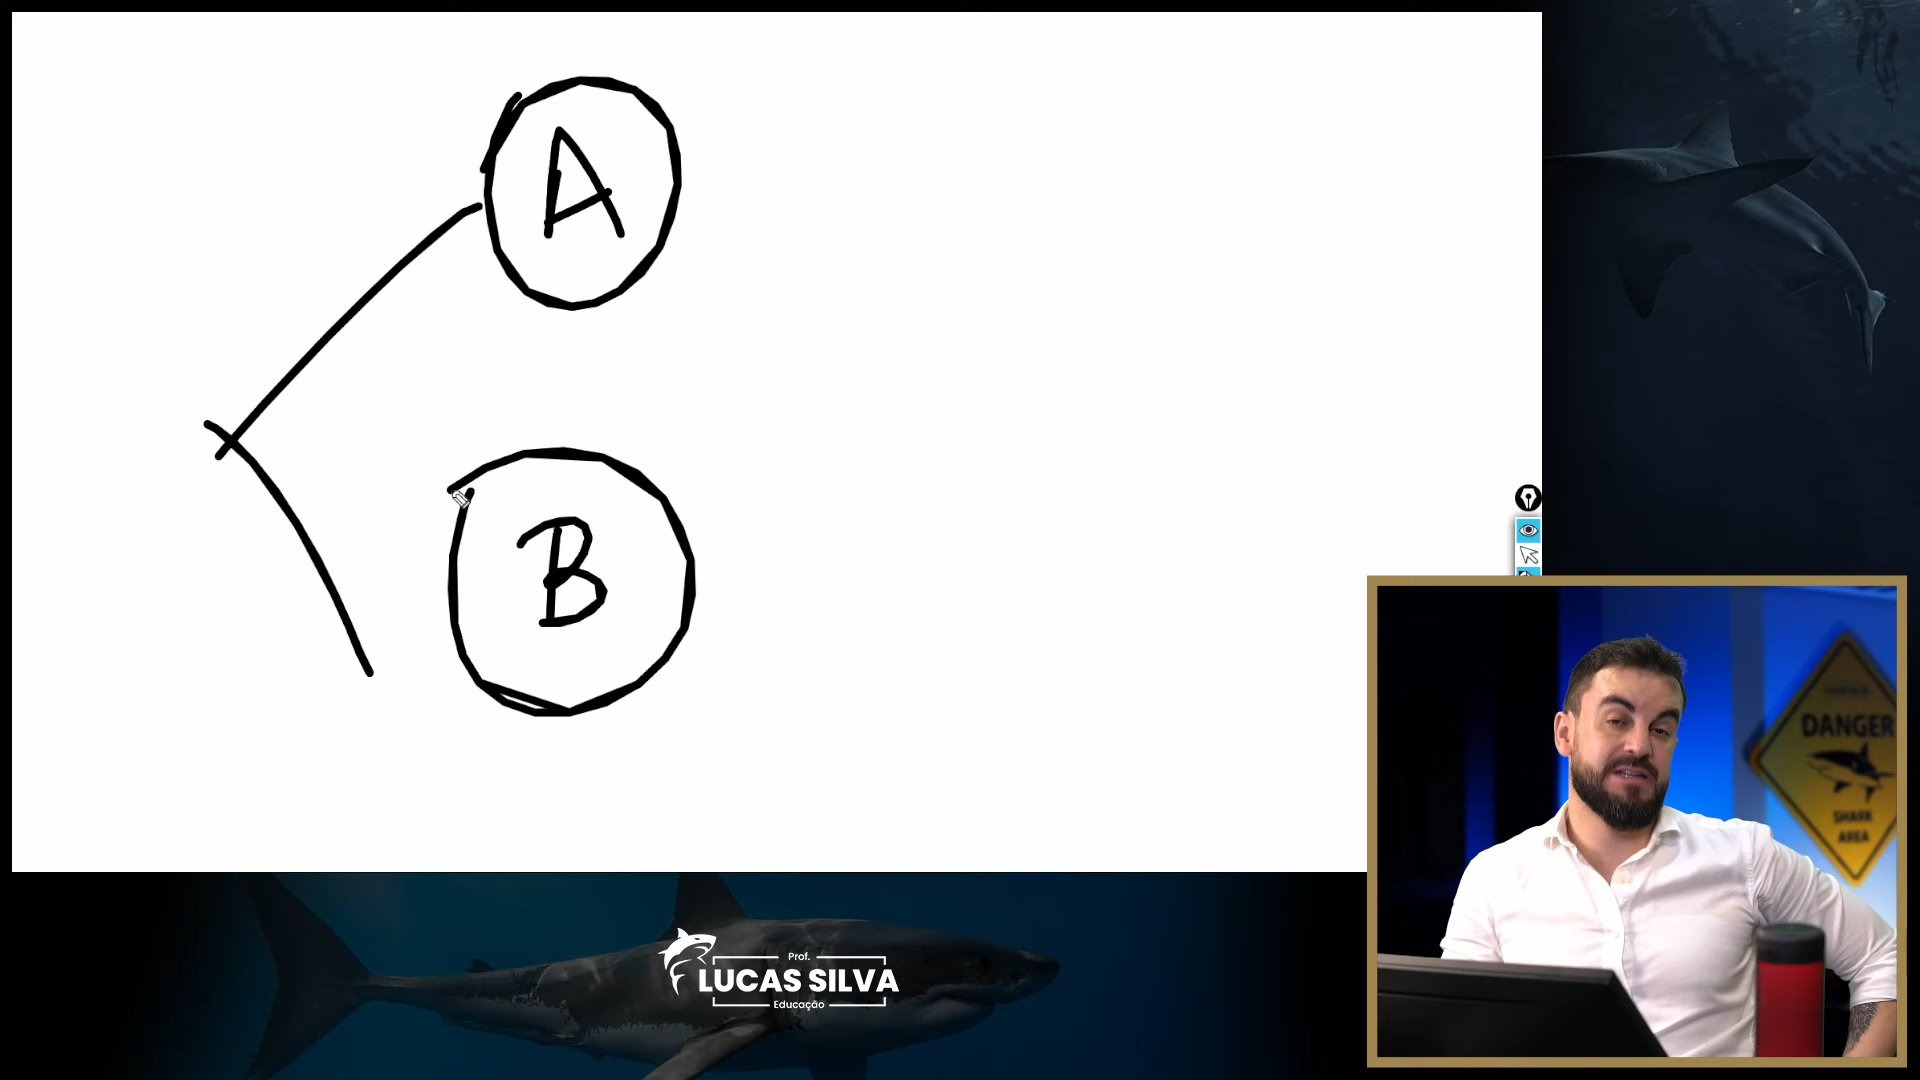 A
B
Prof.
LUCAS SILVA
Educação
DANGER
SHARK
AREA